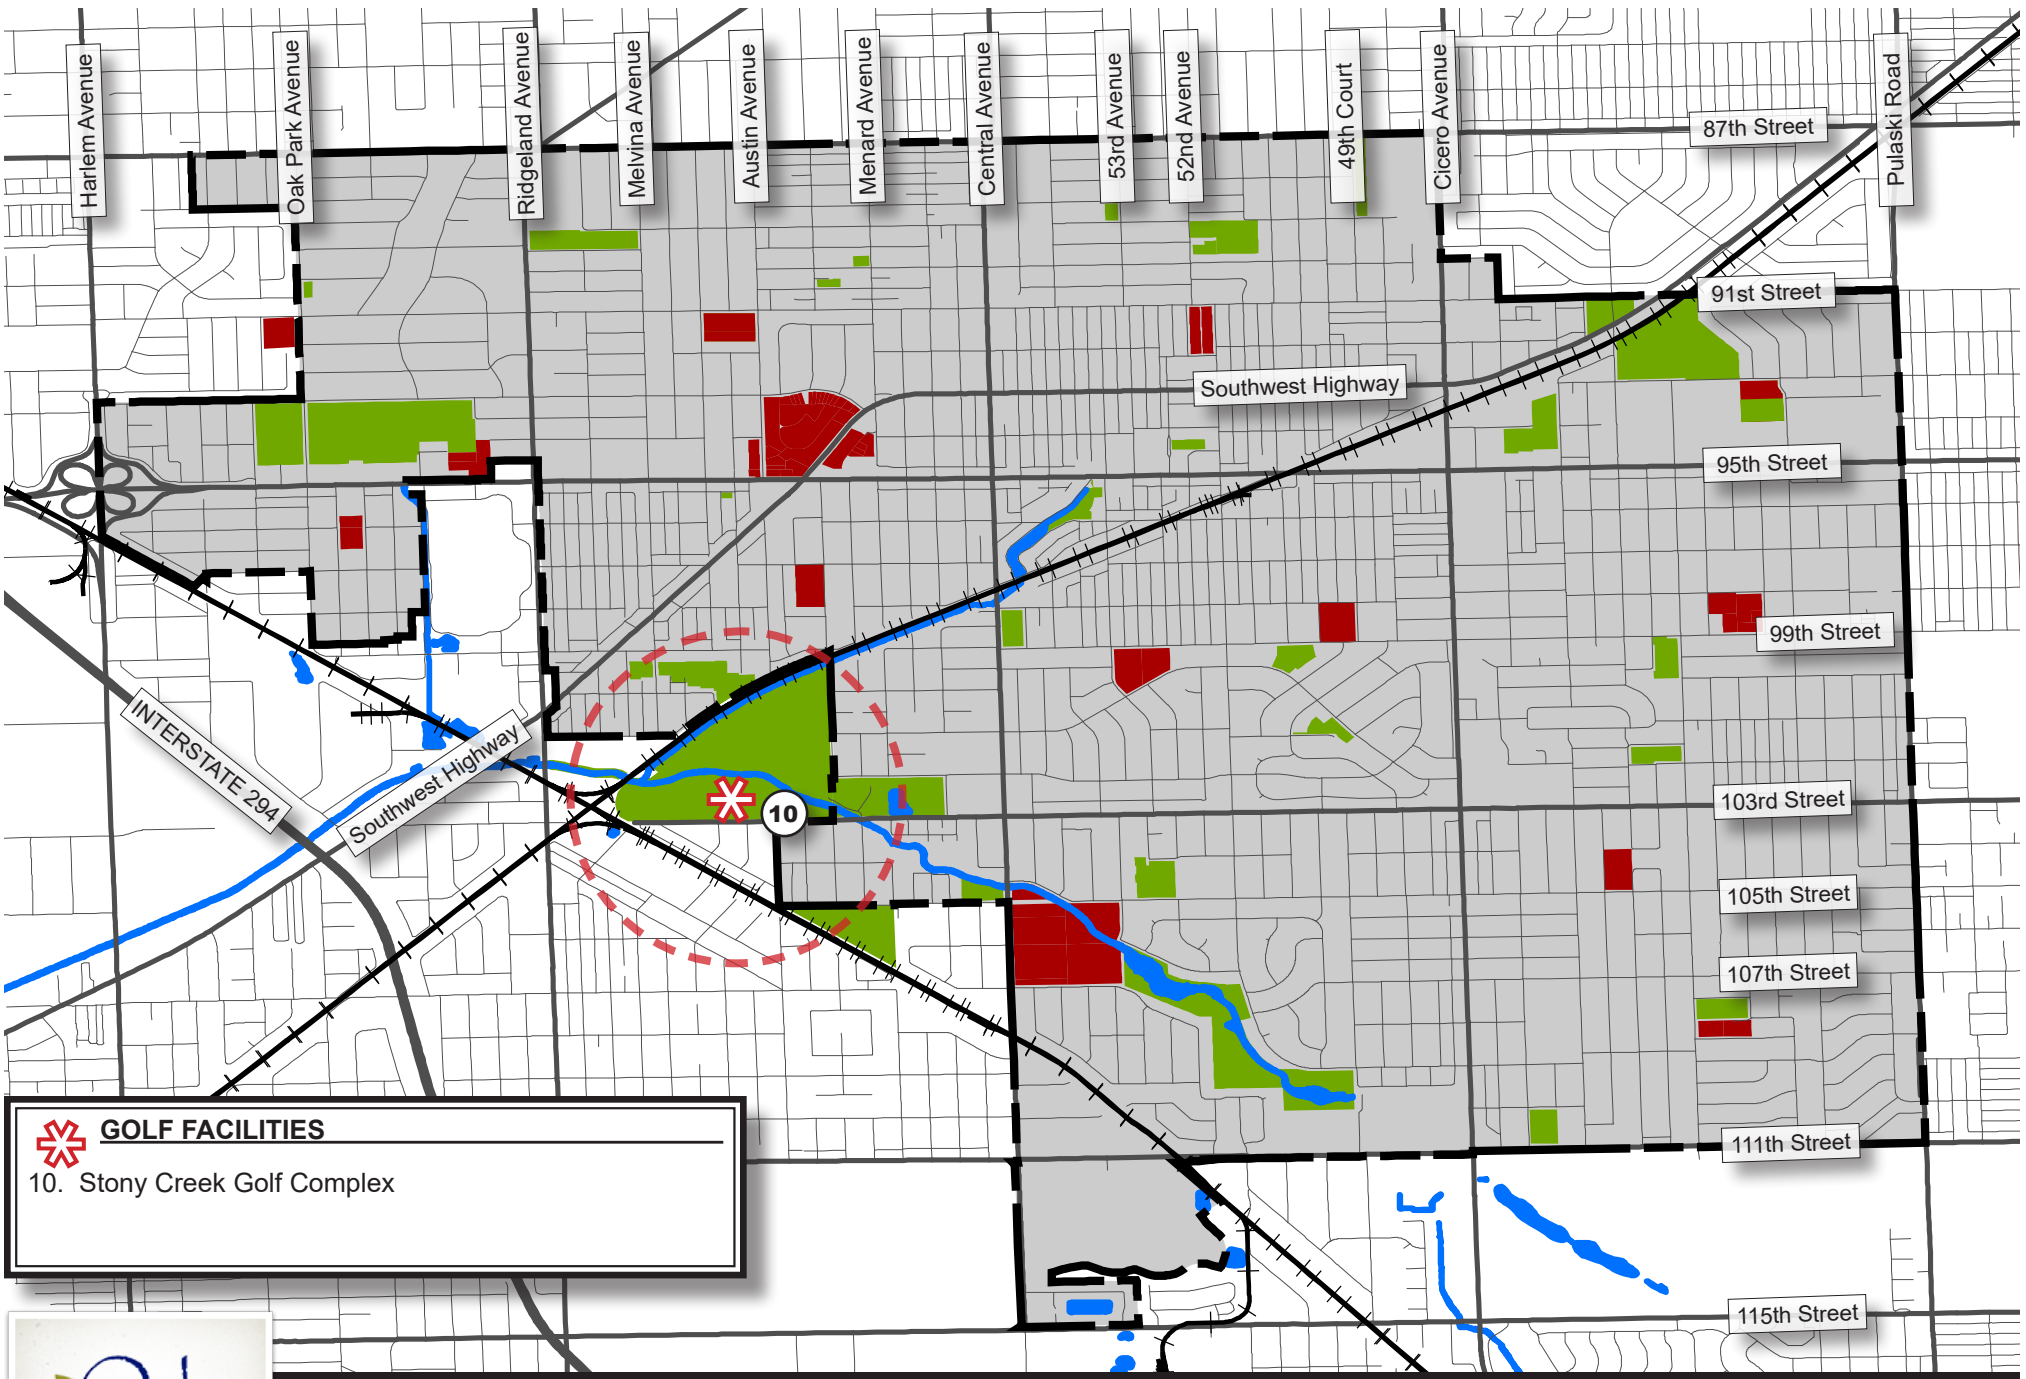 Harlem Avenue
Oak Park Avenue
Ridgeland Avenue
Melvina Avenue
Austin Avenue
Menard Avenue
Central Avenue
53rd Avenue
52nd Avenue
49th Court
Cicero Avenue
Pulaski Road
87th Street
91st Street
Southwest Highway
95th Street
99th Street
INTERSTATE 294
Southwest Highway
103rd Street
10
105th Street
107th Street
111th Street
115th Street
GOLF FACILITIES
10. Stony Creek Golf Complex